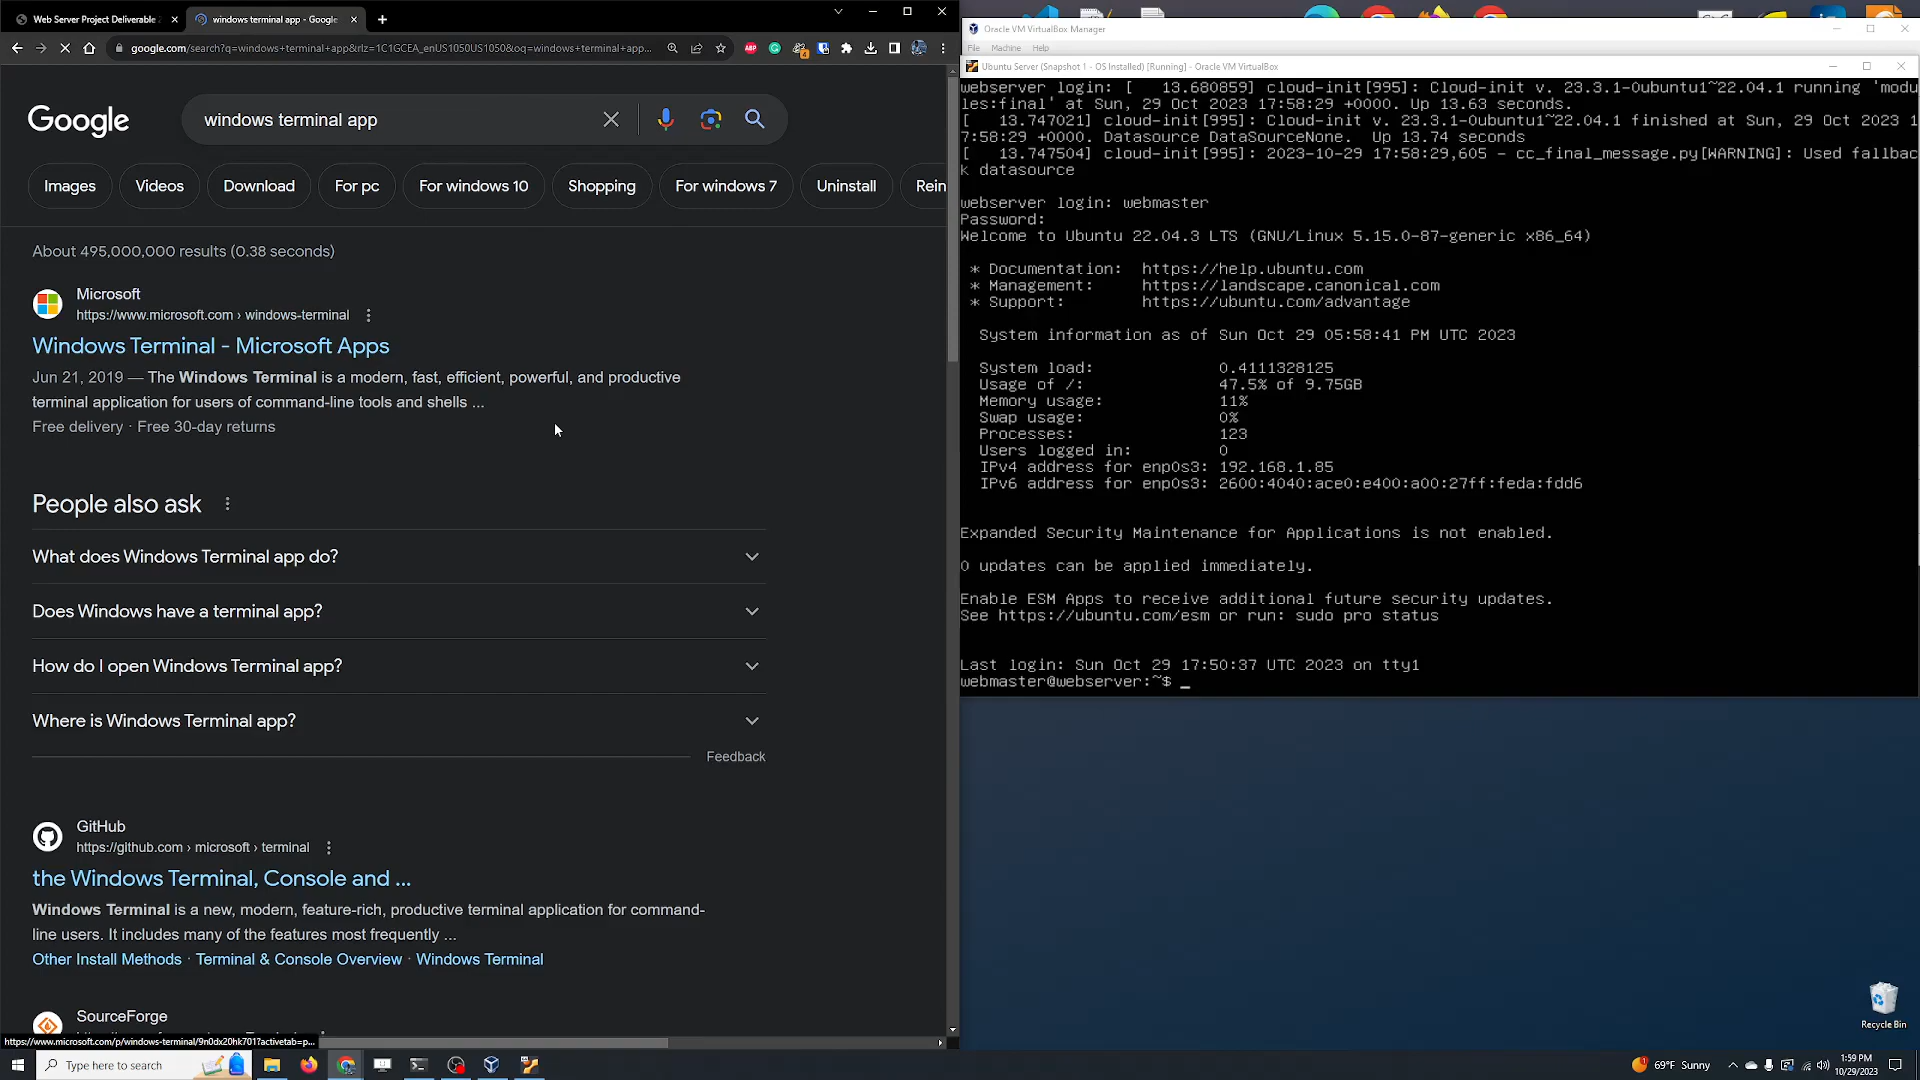 Web Server Project Deliverable
windows terminal app - Google
google.com/search?q=windows+terminal+app&rlz=1C1GCEA_enUS1050US1050&oq=windows+terminal+app...
Google
windows terminal app
Images
Videos
Download
For pc
For windows 10
Shopping
For windows 7
Uninstall
Rein
About 495,000,000 results (0.38 seconds)
Microsoft
https://www.microsoft.com › windows-terminal
Windows Terminal - Microsoft Apps
Jun 21, 2019 — The Windows Terminal is a modern, fast, efficient, powerful, and productive
terminal application for users of command-line tools and shells ...
Free delivery · Free 30-day returns
People also ask
What does Windows Terminal app do?
Does Windows have a terminal app?
How do I open Windows Terminal app?
Where is Windows Terminal app?
Feedback
GitHub
https://github.com › microsoft › terminal
the Windows Terminal, Console and ...
Windows Terminal is a new, modern, feature-rich, productive terminal application for command-
line users. It includes many of the features most frequently ...
Other Install Methods · Terminal & Console Overview · Windows Terminal
SourceForge
https://www.microsoft.com/p/windows-terminal/9n0dx20hk701?activetab=p...
Oracle VM VirtualBox Manager
File Machine Help
Ubuntu Server (Snapshot 1 - OS Installed) [Running] - Oracle VM VirtualBox
webserver login: [   13.680859] cloud-init[995]: Cloud-init v. 23.3.1-0ubuntu1~22.04.1 running 'modu
les:final' at Sun, 29 Oct 2023 17:58:29 +0000. Up 13.63 seconds.
[   13.747021] cloud-init[995]: Cloud-init v. 23.3.1-0ubuntu1~22.04.1 finished at Sun, 29 Oct 2023 1
7:58:29 +0000. Datasource DataSourceNone.  Up 13.74 seconds
[   13.747504] cloud-init[995]: 2023-10-29 17:58:29,605 - cc_final_message.py[WARNING]: Used fallbac
k datasource
webserver login: webmaster
Password:
Welcome to Ubuntu 22.04.3 LTS (GNU/Linux 5.15.0-87-generic x86_64)
* Documentation:  https://help.ubuntu.com
* Management:     https://landscape.canonical.com
* Support:        https://ubuntu.com/advantage
System information as of Sun Oct 29 05:58:41 PM UTC 2023
System load:             0.4111328125
Usage of /:              47.5% of 9.75GB
Memory usage:            11%
Swap usage:              0%
Processes:               123
Users logged in:         0
IPv4 address for enp0s3: 192.168.1.85
IPv6 address for enp0s3: 2600:4040:ace0:e400:a00:27ff:feda:fdd6
Expanded Security Maintenance for Applications is not enabled.
0 updates can be applied immediately.
Enable ESM Apps to receive additional future security updates.
See https://ubuntu.com/esm or run: sudo pro status
Last login: Sun Oct 29 17:50:37 UTC 2023 on tty1
webmaster@webserver:~$ _
Recycle Bin
Type here to search
69°F Sunny
1:59 PM
10/29/2023